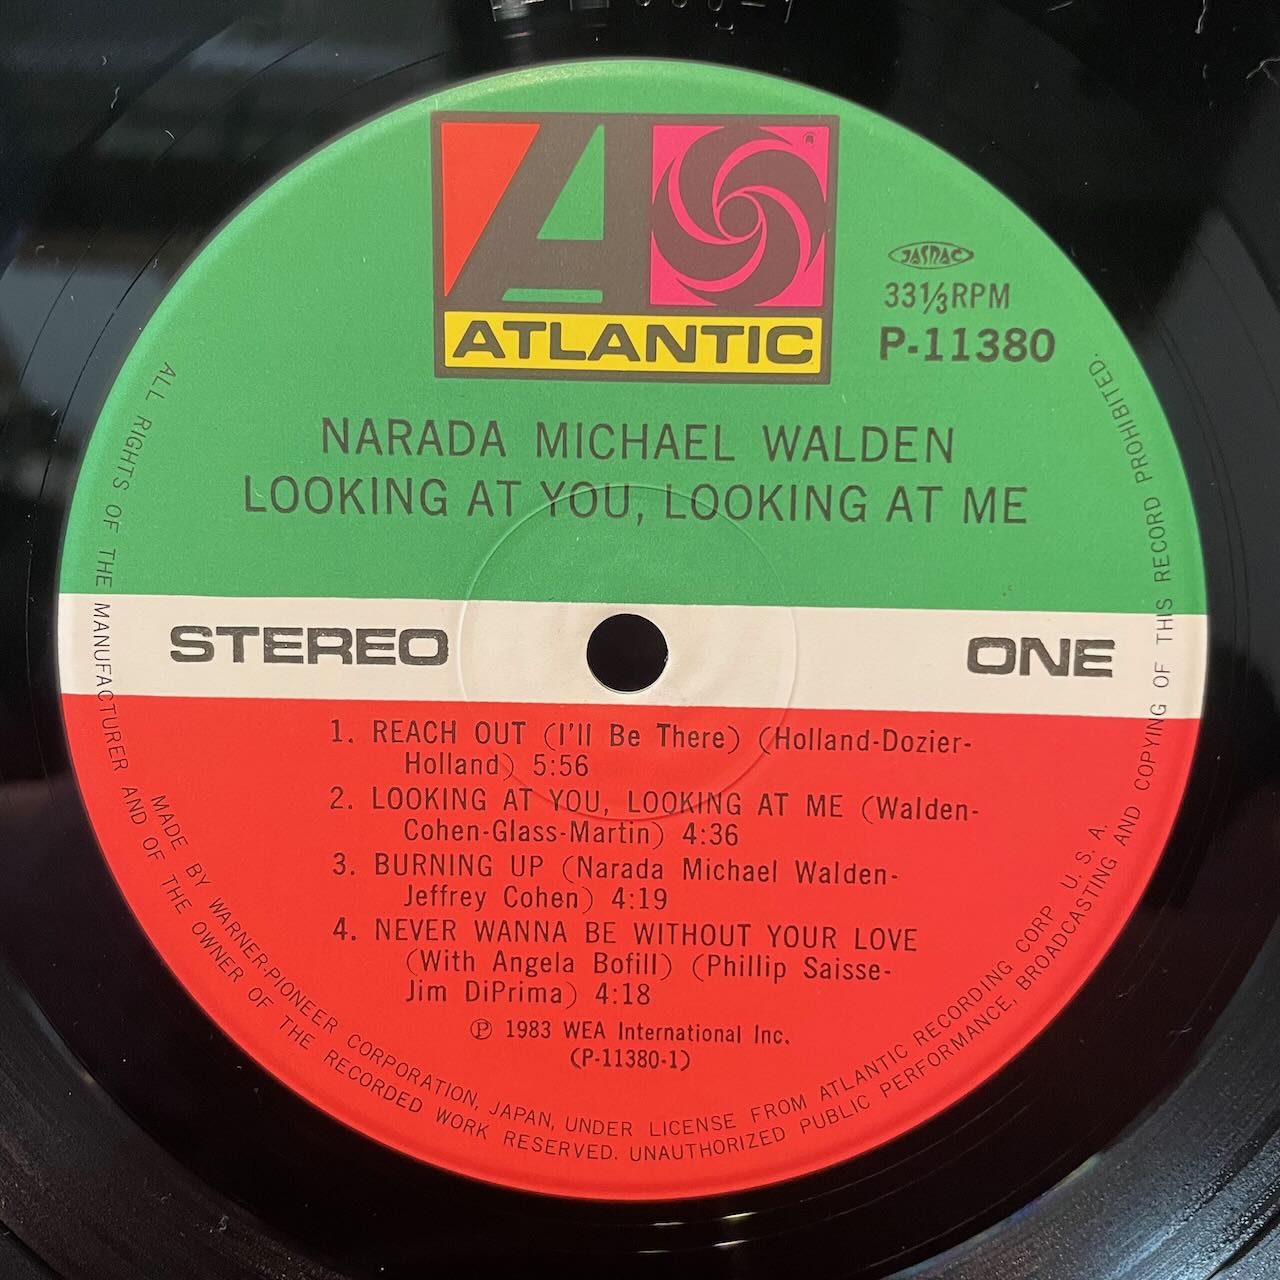 ATLANTIC
JASRAC
33⅓RPM
P-11380
NARADA MICHAEL WALDEN
LOOKING AT YOU, LOOKING AT ME
STEREO
ONE
1. REACH OUT (I'll Be There) (Holland-Dozier-
Holland) 5:56
2. LOOKING AT YOU, LOOKING AT ME (Walden-
Cohen-Glass-Martin) 4:36
3. BURNING UP (Narada Michael Walden-
Jeffrey Cohen) 4:19
4. NEVER WANNA BE WITHOUT YOUR LOVE
(With Angela Bofill) (Phillip Saisse-
Jim DiPrima) 4:18
℗ 1983 WEA International Inc.
(P-11380-1)
MADE BY WARNER-PIONEER CORPORATION, JAPAN, UNDER LICENSE FROM ATLANTIC RECORDING CORP U. S. A.
ALL RIGHTS OF THE MANUFACTURER AND OF THE OWNER OF THE RECORDED WORK RESERVED. UNAUTHORIZED PUBLIC PERFORMANCE, BROADCASTING AND COPYING OF THIS RECORD PROHIBITED.